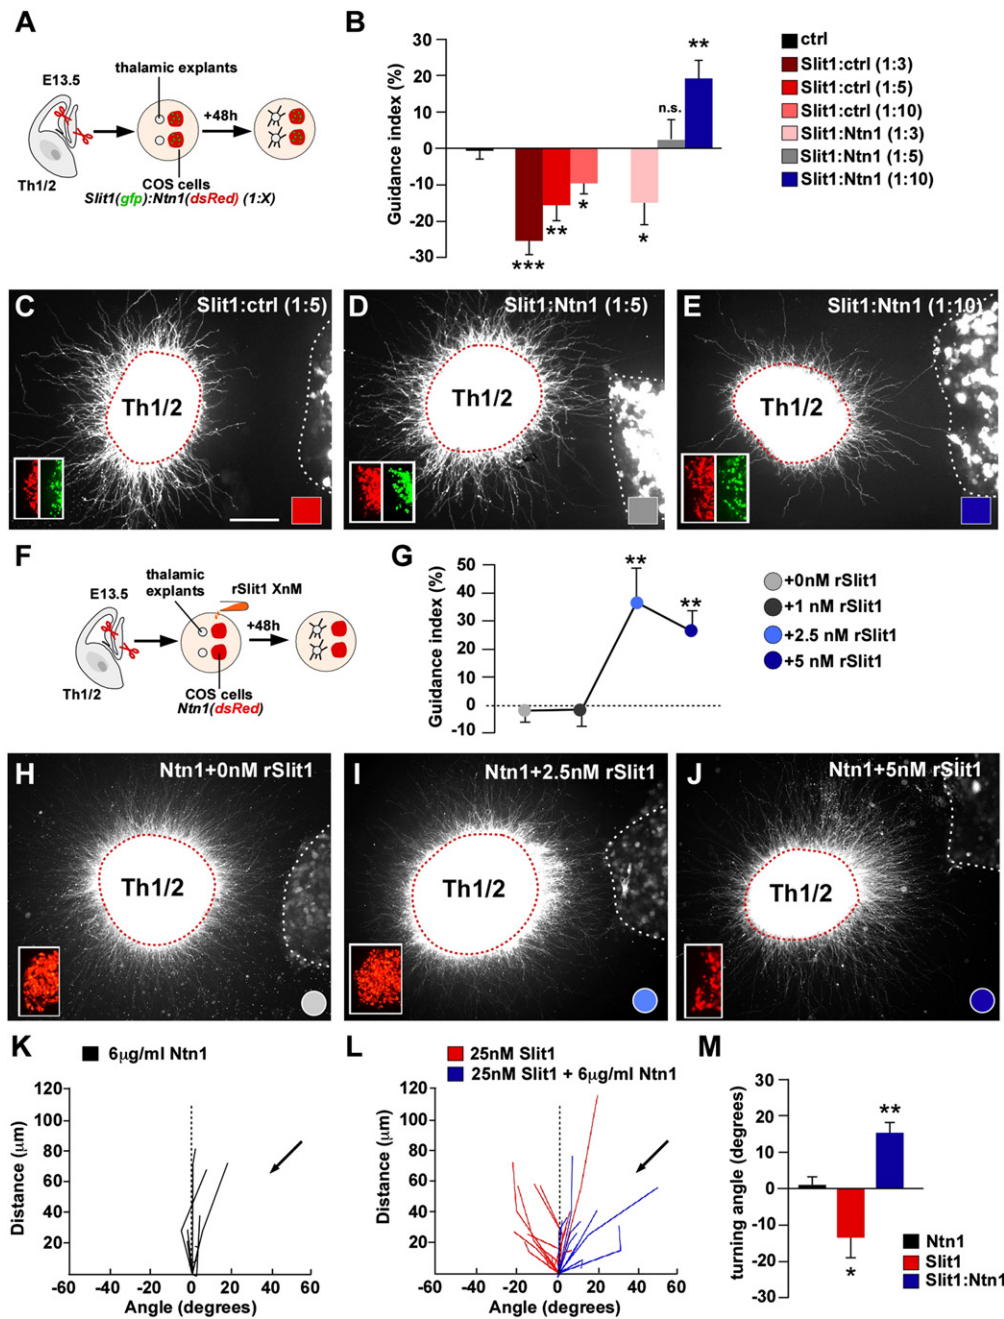 A
E13.5
thalamic explants
+48h
Th1/2
COS cells
Slit1(gfp):Ntn1(dsRed) (1:X)
B
Guidance index (%)
30
20
10
0
-10
-20
-30
***
**
*
*
n.s.
**
ctrl
Slit1:ctrl (1:3)
Slit1:ctrl (1:5)
Slit1:ctrl (1:10)
Slit1:Ntn1 (1:3)
Slit1:Ntn1 (1:5)
Slit1:Ntn1 (1:10)
C
Slit1:ctrl (1:5)
Th1/2
D
Slit1:Ntn1 (1:5)
Th1/2
E
Slit1:Ntn1 (1:10)
Th1/2
F
E13.5
thalamic
explants
rSlit1 XnM
+48h
Th1/2
COS cells
Ntn1(dsRed)
G
Guidance index (%)
50
40
30
20
10
0
-10
**
**
+0nM rSlit1
+1 nM rSlit1
+2.5 nM rSlit1
+5 nM rSlit1
H
Ntn1+0nM rSlit1
Th1/2
I
Ntn1+2.5nM rSlit1
Th1/2
J
Ntn1+5nM rSlit1
Th1/2
K
6μg/ml Ntn1
Distance (μm)
120
100
80
60
40
20
-60 -40 -20 0 20 40 60
Angle (degrees)
L
25nM Slit1
25nM Slit1 + 6μg/ml Ntn1
Distance (μm)
120
100
80
60
40
20
-60 -40 -20 0 20 40 60
Angle (degrees)
M
turning angle (degrees)
30
20
10
0
-10
-20
-30
*
**
Ntn1
Slit1
Slit1:Ntn1